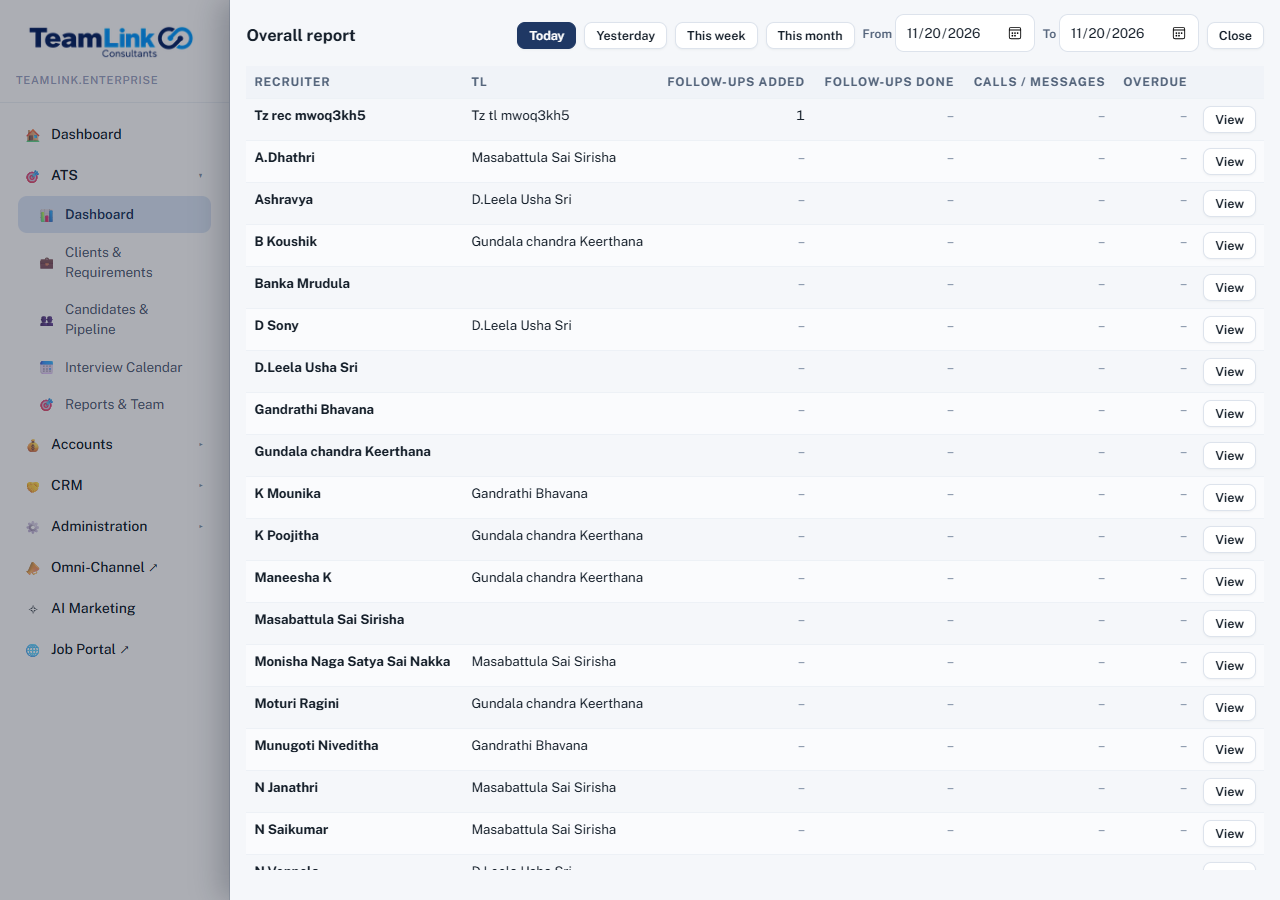 TeamLink
Consultants
TEAMLINK.ENTERPRISE
Dashboard
ATS
Dashboard
Clients &
Requirements
Candidates &
Pipeline
Interview Calendar
Reports & Team
Accounts
CRM
Administration
Omni-Channel ↗
AI Marketing
Job Portal ↗
Overall report
Today Yesterday This week This month From 11/20/2026 To 11/20/2026 Close
RECRUITER TL FOLLOW-UPS ADDED FOLLOW-UPS DONE CALLS / MESSAGES OVERDUE
Tz rec mwoq3kh5 Tz tl mwoq3kh5 1 – – – View
A.Dhathri Masabattula Sai Sirisha – – – – View
Ashravya D.Leela Usha Sri – – – – View
B Koushik Gundala chandra Keerthana – – – – View
Banka Mrudula – – – – View
D Sony D.Leela Usha Sri – – – – View
D.Leela Usha Sri – – – – View
Gandrathi Bhavana – – – – View
Gundala chandra Keerthana – – – – View
K Mounika Gandrathi Bhavana – – – – View
K Poojitha Gundala chandra Keerthana – – – – View
Maneesha K Gundala chandra Keerthana – – – – View
Masabattula Sai Sirisha – – – – View
Monisha Naga Satya Sai Nakka Masabattula Sai Sirisha – – – – View
Moturi Ragini Gundala chandra Keerthana – – – – View
Munugoti Niveditha Gandrathi Bhavana – – – – View
N Janathri Masabattula Sai Sirisha – – – – View
N Saikumar Masabattula Sai Sirisha – – – – View